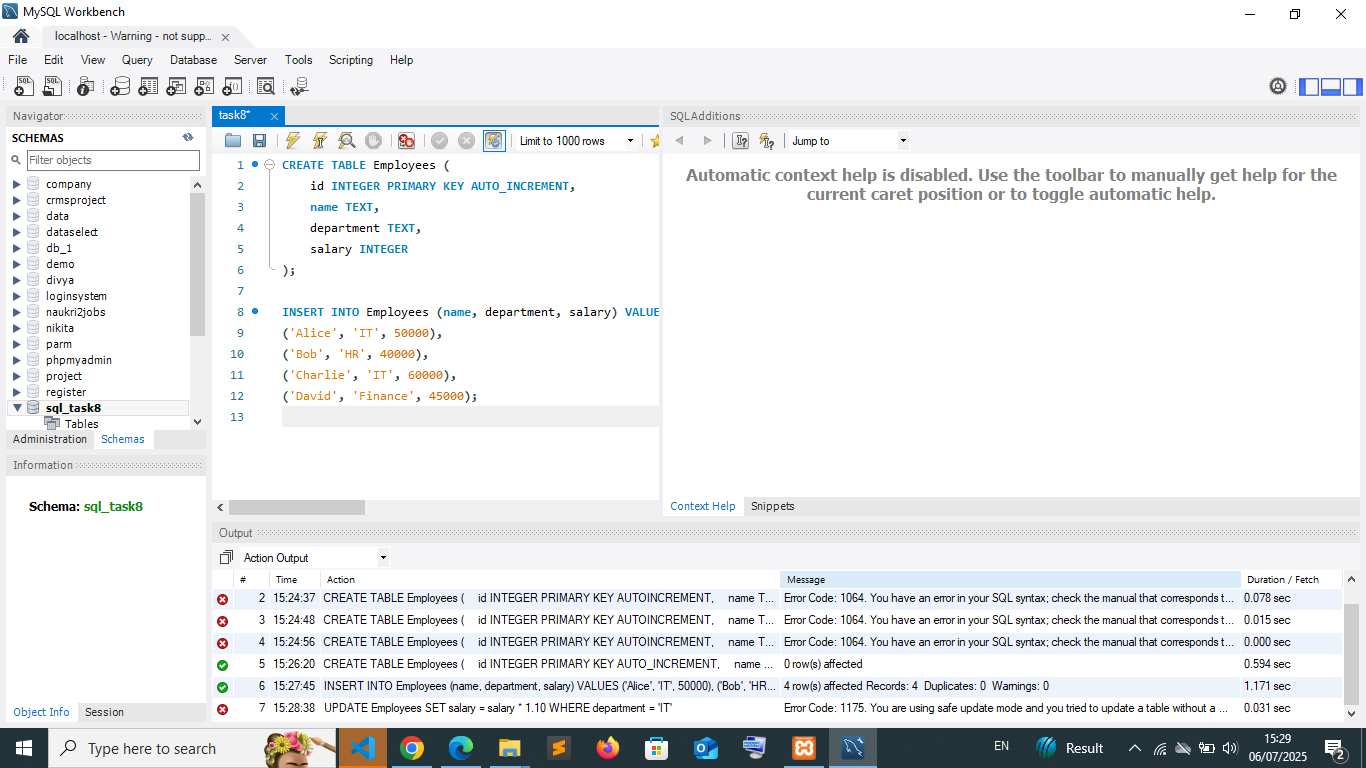 MySQL Workbench
localhost - Warning - not supp...
File Edit View Query Database Server Tools Scripting Help
Navigator
SCHEMAS
Filter objects
company
crmsproject
data
dataselect
db_1
demo
divya
loginsystem
naukri2jobs
nikita
parm
phpmyadmin
project
register
sql_task8
Tables
Administration Schemas
Information
Schema: sql_task8
Object Info Session
task8*
Limit to 1000 rows
1 CREATE TABLE Employees (
2 id INTEGER PRIMARY KEY AUTO_INCREMENT,
3 name TEXT,
4 department TEXT,
5 salary INTEGER
6 );
7
8 INSERT INTO Employees (name, department, salary) VALUE
9 ('Alice', 'IT', 50000),
10 ('Bob', 'HR', 40000),
11 ('Charlie', 'IT', 60000),
12 ('David', 'Finance', 45000);
13
SQLAdditions
Jump to
Automatic context help is disabled. Use the toolbar to manually get help for the
current caret position or to toggle automatic help.
Context Help Snippets
Output
Action Output
# Time Action Message Duration / Fetch
2 15:24:37 CREATE TABLE Employees ( id INTEGER PRIMARY KEY AUTOINCREMENT, name T... Error Code: 1064. You have an error in your SQL syntax; check the manual that corresponds t... 0.078 sec
3 15:24:48 CREATE TABLE Employees ( id INTEGER PRIMARY KEY AUTOINCREMENT, name T... Error Code: 1064. You have an error in your SQL syntax; check the manual that corresponds t... 0.015 sec
4 15:24:56 CREATE TABLE Employees ( id INTEGER PRIMARY KEY AUTOINCREMENT, name T... Error Code: 1064. You have an error in your SQL syntax; check the manual that corresponds t... 0.000 sec
5 15:26:20 CREATE TABLE Employees ( id INTEGER PRIMARY KEY AUTO_INCREMENT, name ... 0 row(s) affected 0.594 sec
6 15:27:45 INSERT INTO Employees (name, department, salary) VALUES ('Alice', 'IT', 50000), ('Bob', 'HR... 4 row(s) affected Records: 4 Duplicates: 0 Warnings: 0 1.171 sec
7 15:28:38 UPDATE Employees SET salary = salary * 1.10 WHERE department = 'IT' Error Code: 1175. You are using safe update mode and you tried to update a table without a ... 0.031 sec
Type here to search
EN
Result
15:29
06/07/2025
2